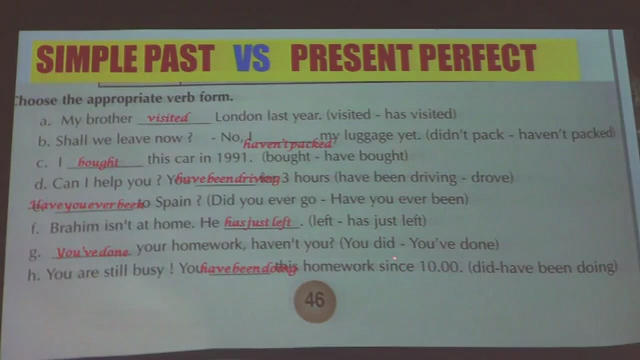 SIMPLE PAST VS PRESENT PERFECT
Choose the appropriate verb form.
a. My brother visited London last year. (visited - has visited)
b. Shall we leave now ? - No, I haven't packed my luggage yet. (didn't pack - haven't packed)
c. I bought this car in 1991. (bought - have bought)
d. Can I help you ? You have been driving for 3 hours (have been driving - drove)
Have you ever been to Spain ? (Did you ever go - Have you ever been)
f. Brahim isn't at home. He has just left. (left - has just left)
g. You've done your homework, haven't you? (You did - You've done)
h. You are still busy ! You have been doing this homework since 10.00. (did-have been doing)
46